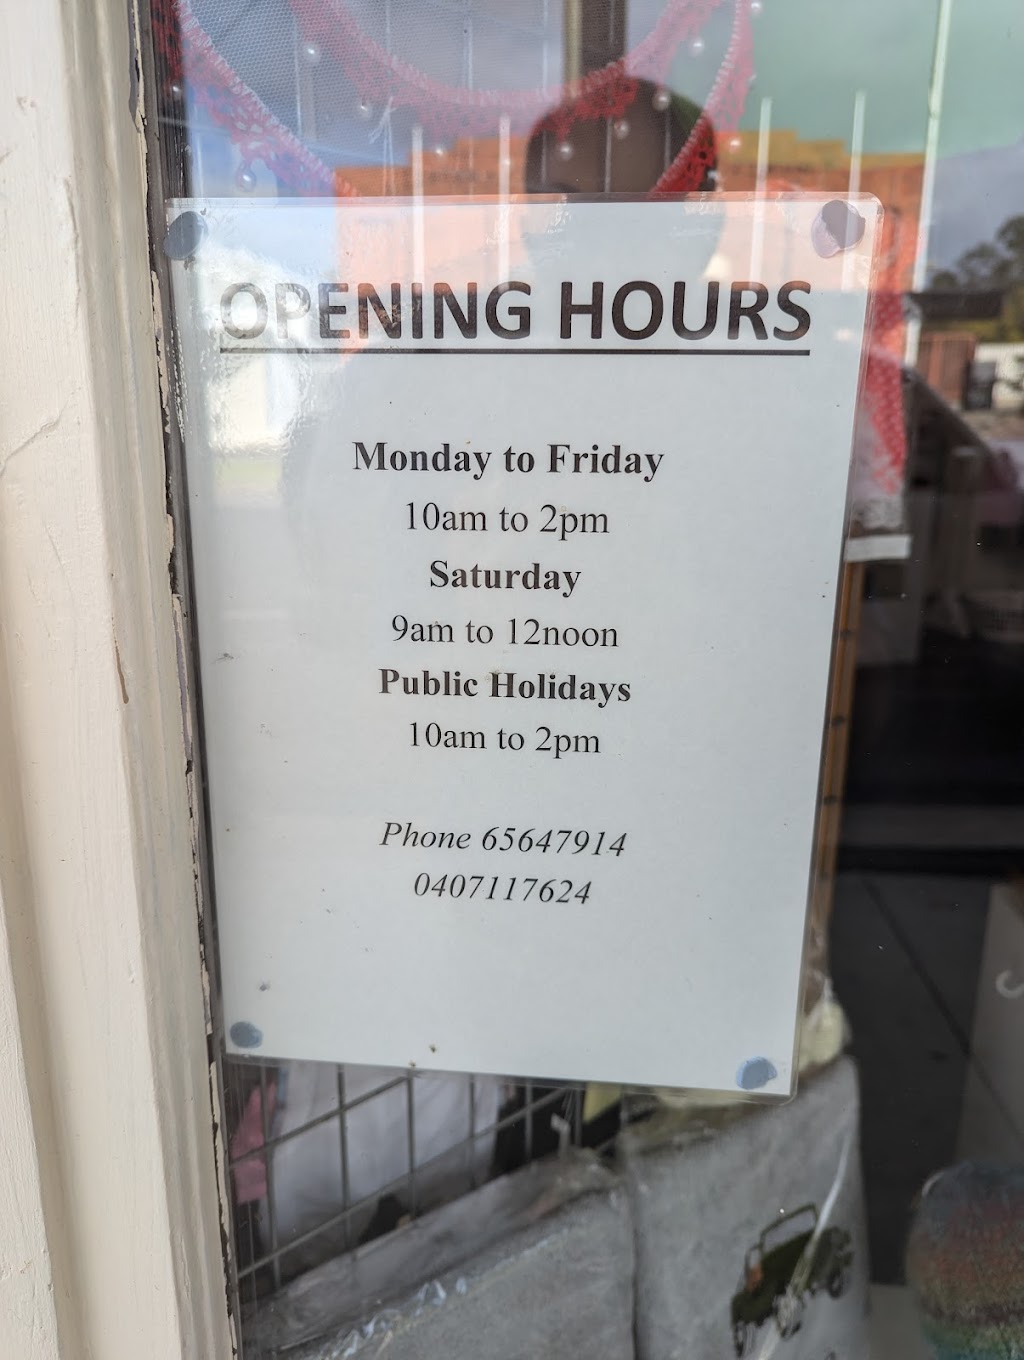 OPENING HOURS
Monday to Friday
10am to 2pm
Saturday
9am to 12noon
Public Holidays
10am to 2pm
Phone 65647914
0407117624